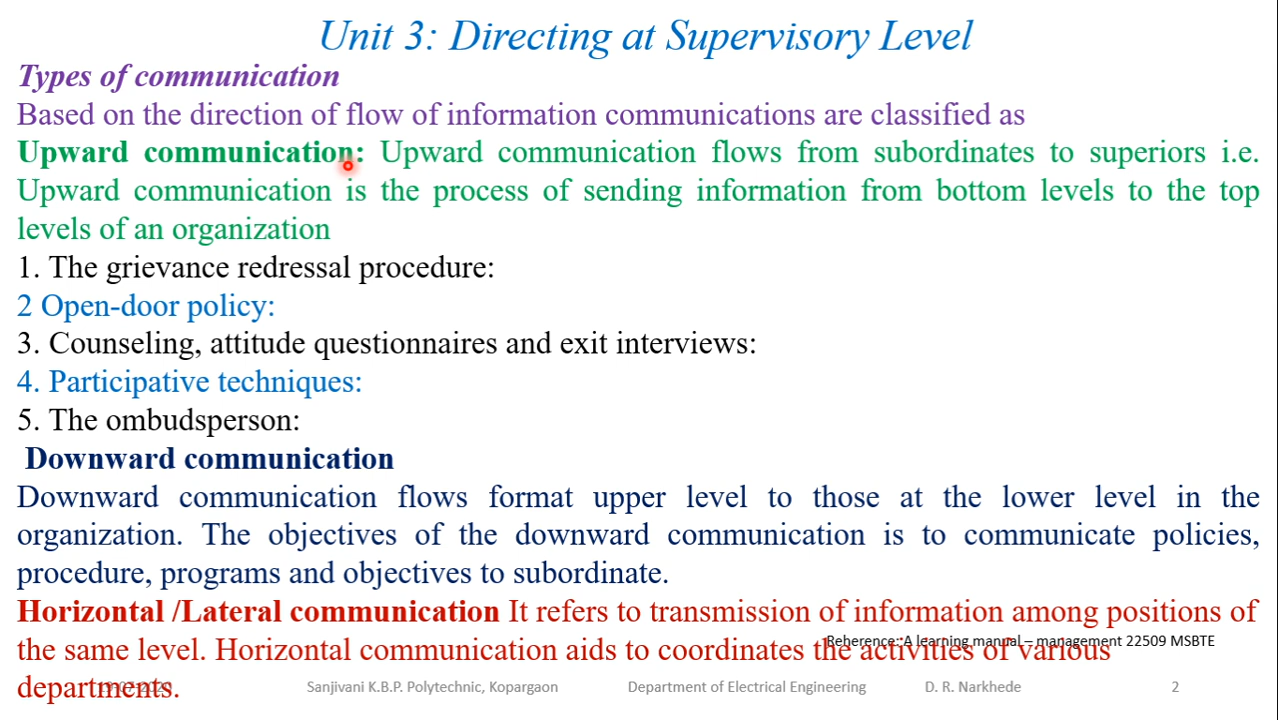 Unit 3: Directing at Supervisory Level
Types of communication
Based on the direction of flow of information communications are classified as
Upward communication: Upward communication flows from subordinates to superiors i.e.
Upward communication is the process of sending information from bottom levels to the top
levels of an organization
1. The grievance redressal procedure:
2 Open-door policy:
3. Counseling, attitude questionnaires and exit interviews:
4. Participative techniques:
5. The ombudsperson:
Downward communication
Downward communication flows format upper level to those at the lower level in the
organization. The objectives of the downward communication is to communicate policies,
procedure, programs and objectives to subordinate.
Horizontal /Lateral communication It refers to transmission of information among positions of
the same level. Horizontal communication aids to coordinates the activities of various
Reherence: A learning manual – management 22509 MSBTE
departments.
Sanjivani K.B.P. Polytechnic, Kopargaon Department of Electrical Engineering D. R. Narkhede 2